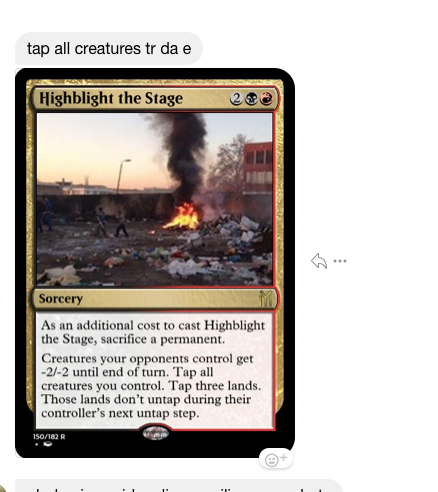 tap all creatures tr da e
Highblight the Stage 2
Sorcery
As an additional cost to cast Highblight
the Stage, sacrifice a permanent.
Creatures your opponents control get
-2/-2 until end of turn. Tap all
creatures you control. Tap three lands.
Those lands don't untap during their
controller's next untap step.
150/182 R